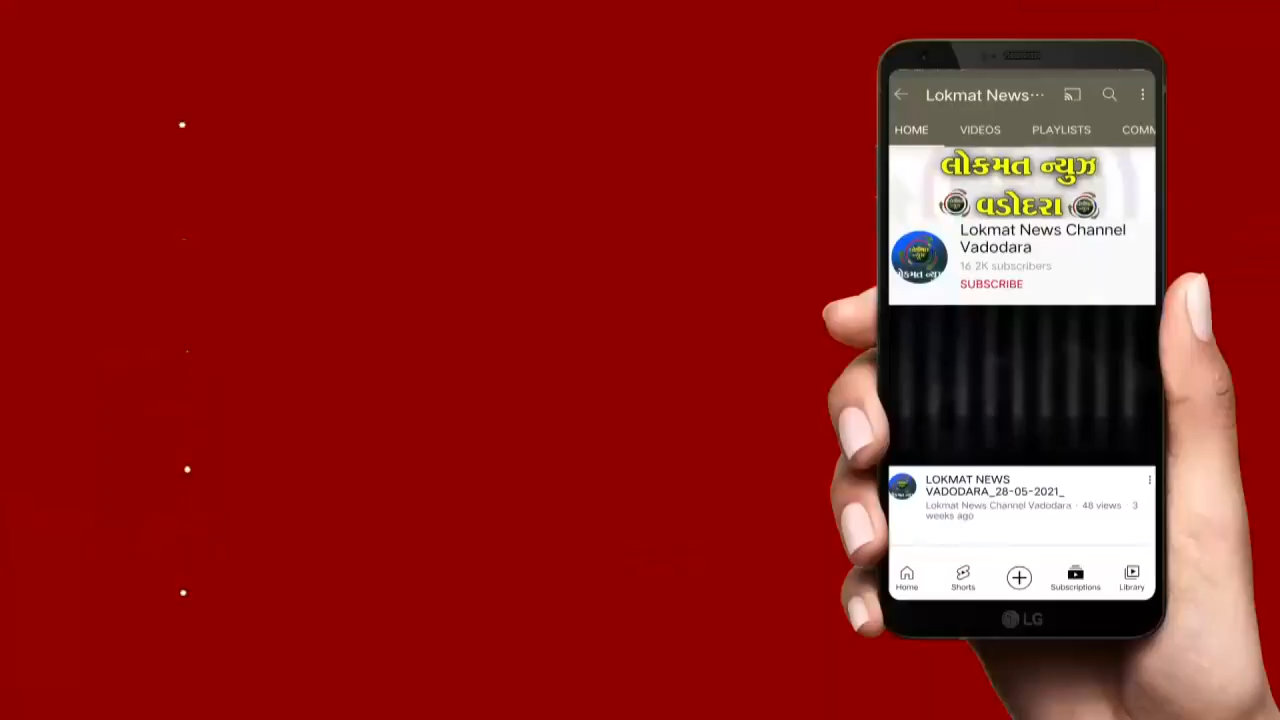 Lokmat News...
HOME VIDEOS PLAYLISTS COMM
લોકમત ન્યુઝ
વડોદરા
Lokmat News Channel
Vadodara
16.2K subscribers
SUBSCRIBE
LOKMAT NEWS
VADODARA_28-05-2021_
Lokmat News Channel Vadodara · 48 views · 3
weeks ago
Home Shorts Subscriptions Library
LG